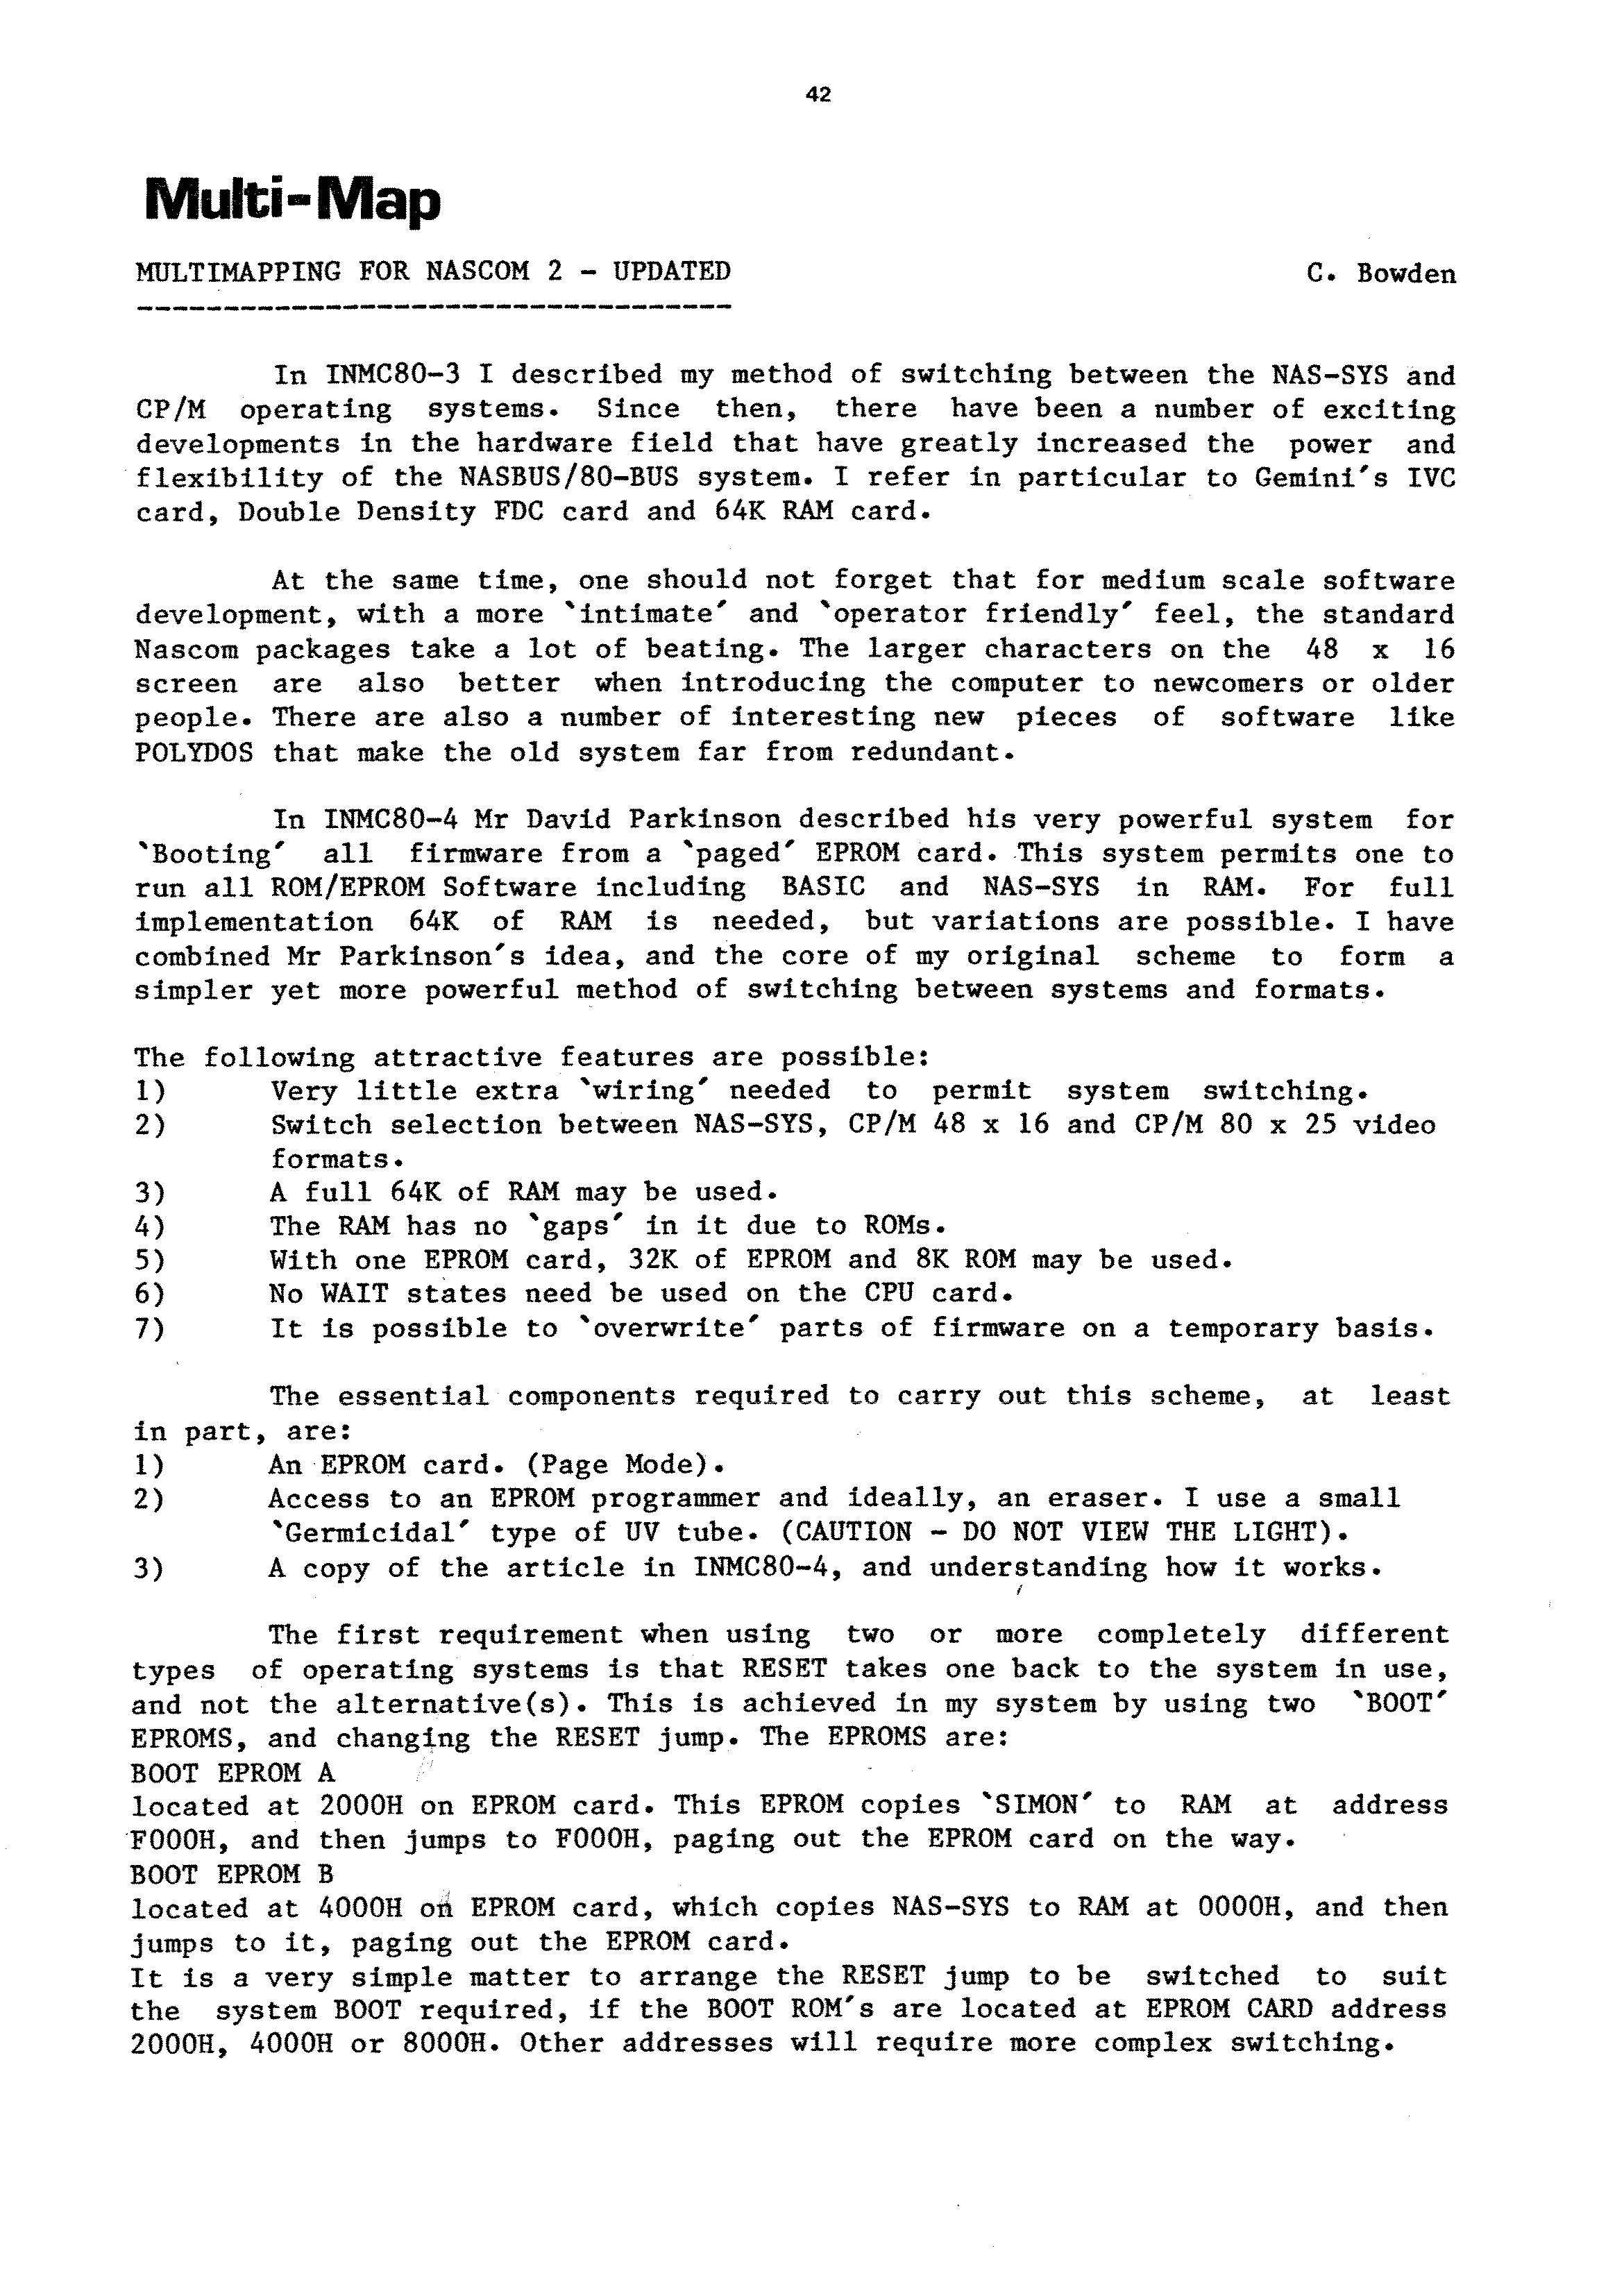 42
Multi-Map
MULTIMAPPING FOR NASCOM 2 - UPDATED C. Bowden
-----------------------------------
In INMC80-3 I described my method of switching between the NAS-SYS and
CP/M operating systems. Since then, there have been a number of exciting
developments in the hardware field that have greatly increased the power and
flexibility of the NASBUS/80-BUS system. I refer in particular to Gemini's IVC
card, Double Density FDC card and 64K RAM card.
At the same time, one should not forget that for medium scale software
development, with a more `intimate' and `operator friendly' feel, the standard
Nascom packages take a lot of beating. The larger characters on the 48 x 16
screen are also better when introducing the computer to newcomers or older
people. There are also a number of interesting new pieces of software like
POLYDOS that make the old system far from redundant.
In INMC80-4 Mr David Parkinson described his very powerful system for
`Booting' all firmware from a `paged' EPROM card. This system permits one to
run all ROM/EPROM Software including BASIC and NAS-SYS in RAM. For full
implementation 64K of RAM is needed, but variations are possible. I have
combined Mr Parkinson's idea, and the core of my original scheme to form a
simpler yet more powerful method of switching between systems and formats.
The following attractive features are possible:
1) Very little extra `wiring' needed to permit system switching.
2) Switch selection between NAS-SYS, CP/M 48 x 16 and CP/M 80 x 25 video
formats.
3) A full 64K of RAM may be used.
4) The RAM has no `gaps' in it due to ROMs.
5) With one EPROM card, 32K of EPROM and 8K ROM may be used.
6) No WAIT states need be used on the CPU card.
7) It is possible to `overwrite' parts of firmware on a temporary basis.
The essential components required to carry out this scheme, at least
in part, are:
1) An EPROM card. (Page Mode).
2) Access to an EPROM programmer and ideally, an eraser. I use a small
`Germicidal' type of UV tube. (CAUTION - DO NOT VIEW THE LIGHT).
3) A copy of the article in INMC80-4, and understanding how it works.
The first requirement when using two or more completely different
types of operating systems is that RESET takes one back to the system in use,
and not the alternative(s). This is achieved in my system by using two `BOOT'
EPROMS, and changing the RESET jump. The EPROMS are:
BOOT EPROM A
located at 2000H on EPROM card. This EPROM copies `SIMON' to RAM at address
F000H, and then jumps to F000H, paging out the EPROM card on the way.
BOOT EPROM B
located at 4000H on EPROM card, which copies NAS-SYS to RAM at 0000H, and then
jumps to it, paging out the EPROM card.
It is a very simple matter to arrange the RESET jump to be switched to suit
the system BOOT required, if the BOOT ROM's are located at EPROM CARD address
2000H, 4000H or 8000H. Other addresses will require more complex switching.